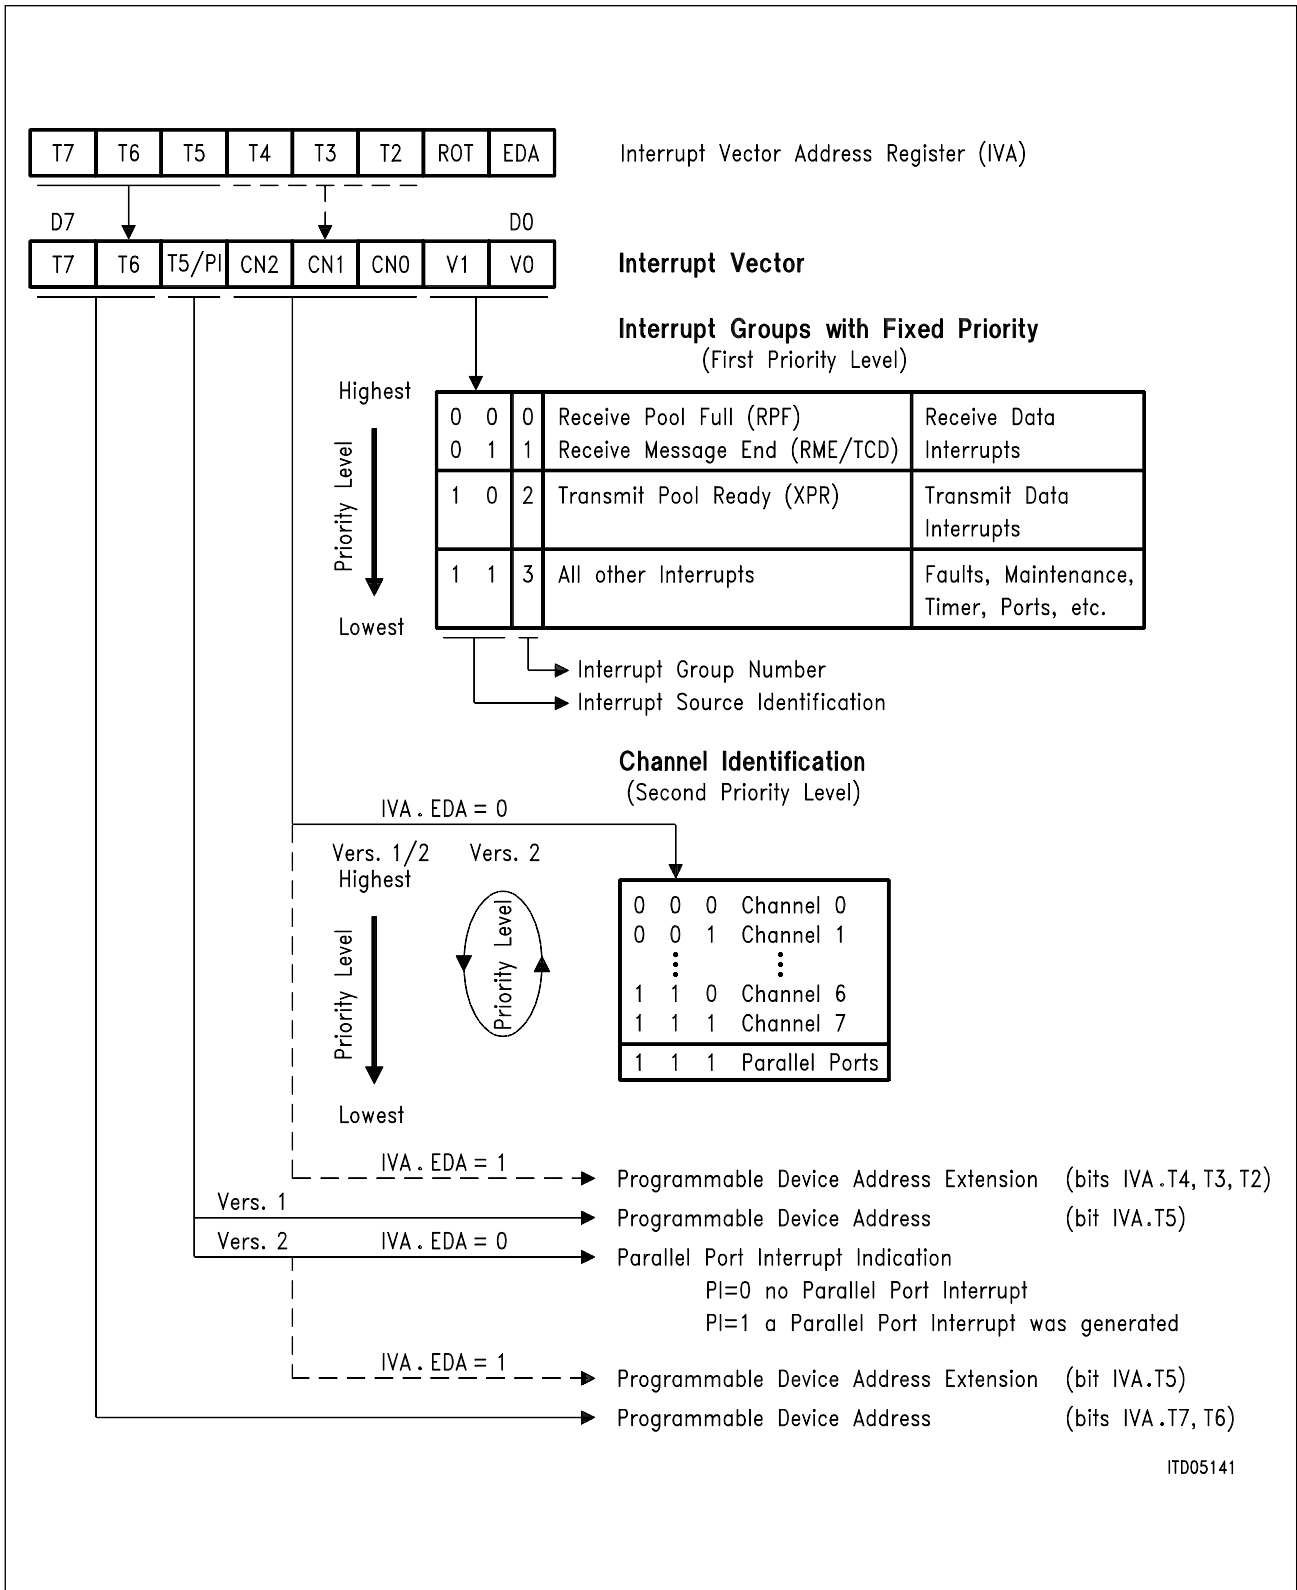 T7 T6 T5 T4 T3 T2 ROT EDA Interrupt Vector Address Register (IVA)
D7 D0
T7 T6 T5/PI CN2 CN1 CN0 V1 V0 Interrupt Vector
Interrupt Groups with Fixed Priority
(First Priority Level)
Highest
Priority Level
Lowest
0 0 0 Receive Pool Full (RPF) Receive Data
0 1 1 Receive Message End (RME/TCD) Interrupts
1 0 2 Transmit Pool Ready (XPR) Transmit Data
Interrupts
1 1 3 All other Interrupts Faults, Maintenance,
Timer, Ports, etc.
Interrupt Group Number
Interrupt Source Identification
Channel Identification
(Second Priority Level)
IVA.EDA = 0
Vers. 1/2 Vers. 2
Highest
Priority Level
Priority Level
Lowest
0 0 0 Channel 0
0 0 1 Channel 1
1 1 0 Channel 6
1 1 1 Channel 7
1 1 1 Parallel Ports
IVA.EDA = 1
Programmable Device Address Extension (bits IVA.T4, T3, T2)
Vers. 1
Programmable Device Address (bit IVA.T5)
Vers. 2 IVA.EDA = 0
Parallel Port Interrupt Indication
PI=0 no Parallel Port Interrupt
PI=1 a Parallel Port Interrupt was generated
IVA.EDA = 1
Programmable Device Address Extension (bit IVA.T5)
Programmable Device Address (bits IVA.T7, T6)
ITD05141